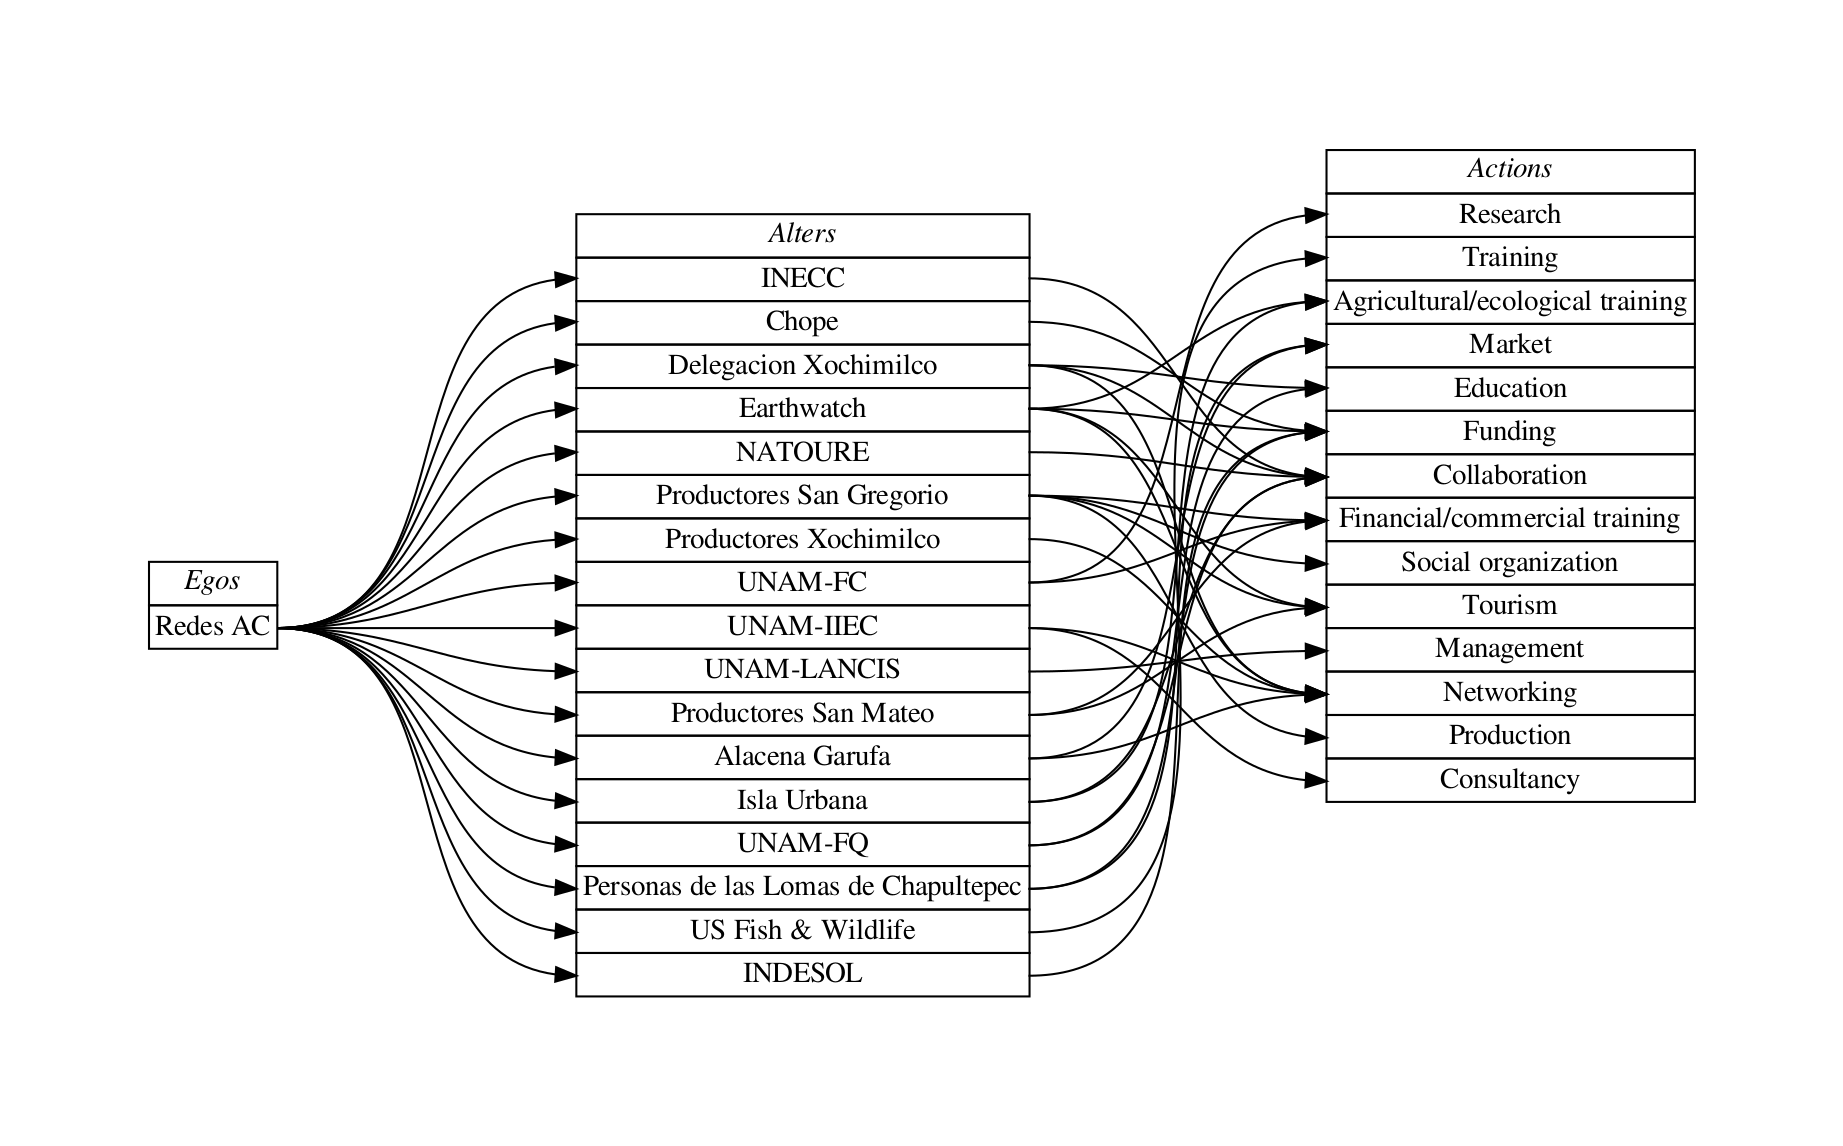 Egos
Redes AC
Alters
INECC
Chope
Delegacion Xochimilco
Earthwatch
NATOURE
Productores San Gregorio
Productores Xochimilco
UNAM-FC
UNAM-IIEC
UNAM-LANCIS
Productores San Mateo
Alacena Garufa
Isla Urbana
UNAM-FQ
Personas de las Lomas de Chapultepec
US Fish & Wildlife
INDESOL
Actions
Research
Training
Agricultural/ecological training
Market
Education
Funding
Collaboration
Financial/commercial training
Social organization
Tourism
Management
Networking
Production
Consultancy